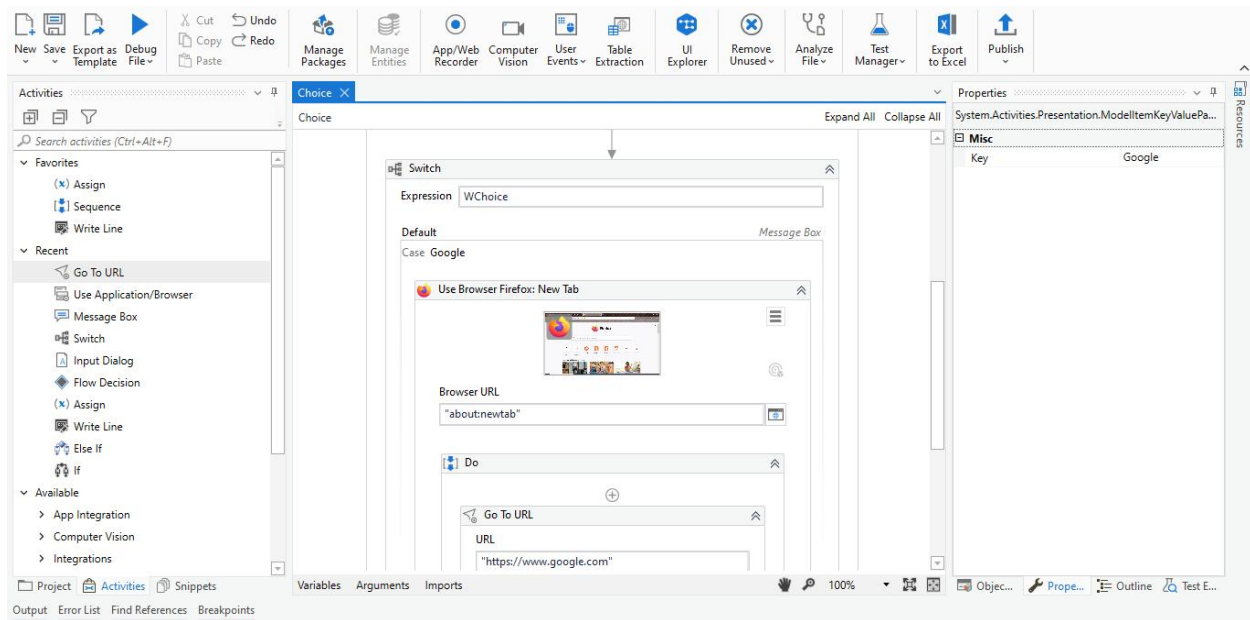 New Save Export as Template Debug File
Cut Copy Paste
Undo Redo
Manage Packages
Manage Entities
App/Web Recorder
Computer Vision
User Events
Table Extraction
UI Explorer
Remove Unused
Analyze File
Test Manager
Export to Excel
Publish
Activities
Search activities (Ctrl+Alt+F)
Favorites
Assign
Sequence
Write Line
Recent
Go To URL
Use Application/Browser
Message Box
Switch
Input Dialog
Flow Decision
Assign
Write Line
Else If
If
Available
App Integration
Computer Vision
Integrations
Project Activities Snippets
Choice
Choice Expand All Collapse All
Switch
Expression WChoice
Default Message Box
Case Google
Use Browser Firefox: New Tab
Browser URL
"about:newtab"
Do
Go To URL
URL
"https://www.google.com"
Variables Arguments Imports 100%
Properties
System.Activities.Presentation.ModelItemKeyValuePa...
Misc
Key Google
Objec... Prope... Outline Test E...
Resources
Output Error List Find References Breakpoints